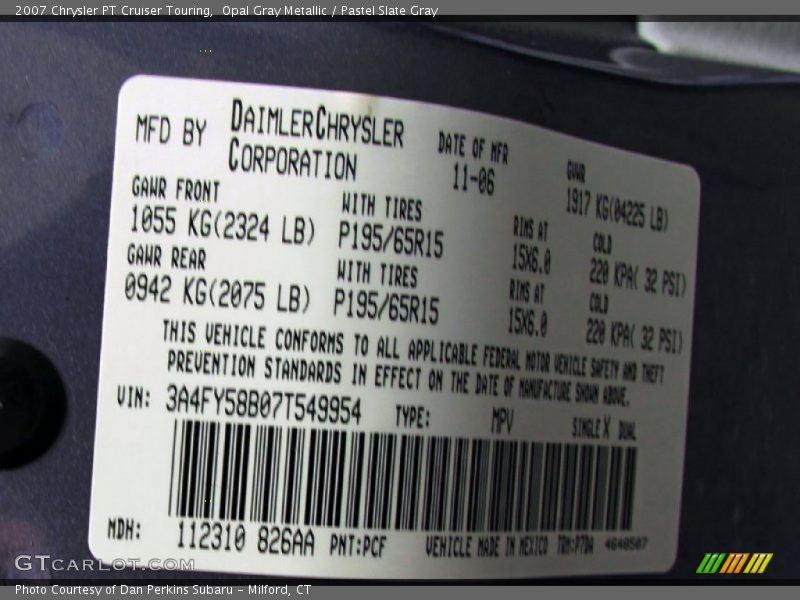 2007 Chrysler PT Cruiser Touring,  Opal Gray Metallic / Pastel Slate Gray
MFD BY DAIMLERCHRYSLER CORPORATION
DATE OF MFR 11-06
GVWR 1917 KG(04225 LB)
GAWR FRONT 1055 KG(2324 LB)
WITH TIRES P195/65R15
RIMS AT 15X6.0
COLD 220 KPA( 32 PSI)
GAWR REAR 0942 KG(2075 LB)
WITH TIRES P195/65R15
RIMS AT 15X6.0
COLD 220 KPA( 32 PSI)
THIS VEHICLE CONFORMS TO ALL APPLICABLE FEDERAL MOTOR VEHICLE SAFETY AND THEFT
PREVENTION STANDARDS IN EFFECT ON THE DATE OF MANUFACTURE SHOWN ABOVE.
VIN: 3A4FY58B07T549954 TYPE: MPV SINGLE X DUAL
MDH: 112310 826AA PNT:PCF VEHICLE MADE IN MEXICO TRM:P7DA 4648507
GTCARLOT.COM
Photo Courtesy of Dan Perkins Subaru – Milford, CT